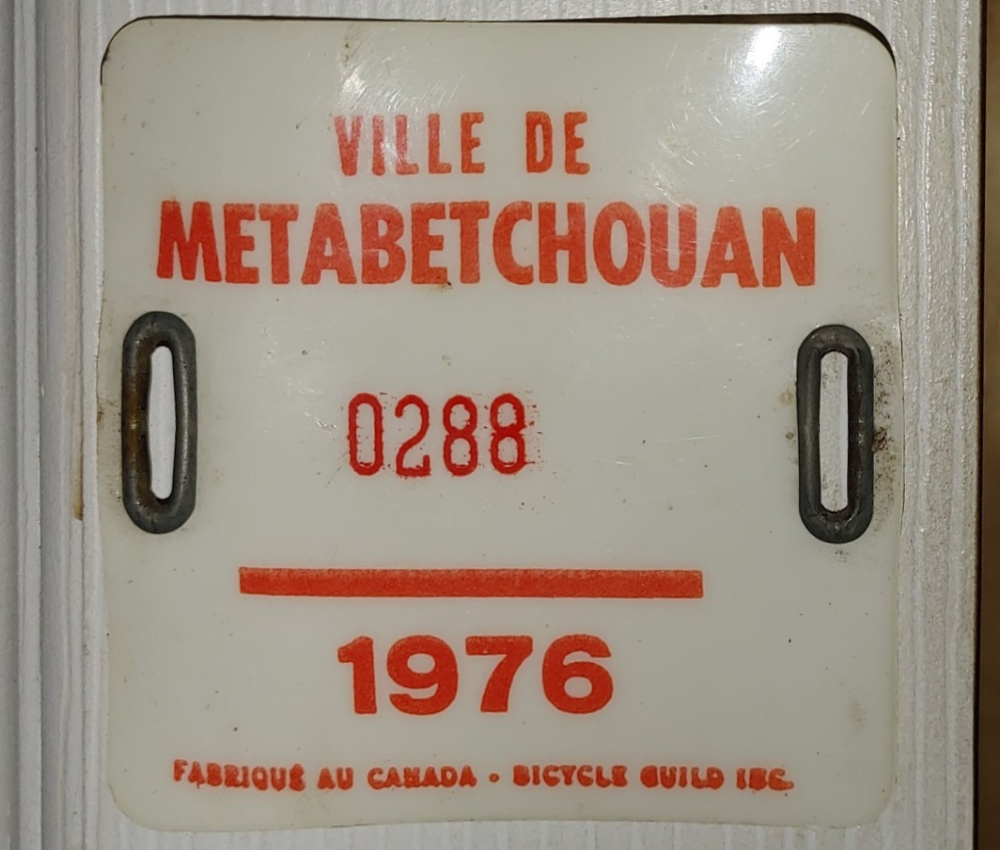 VILLE DE
METABETCHOUAN
0288
1976
FABRIQUÉ AU CANADA • BICYCLE GUILD INC.